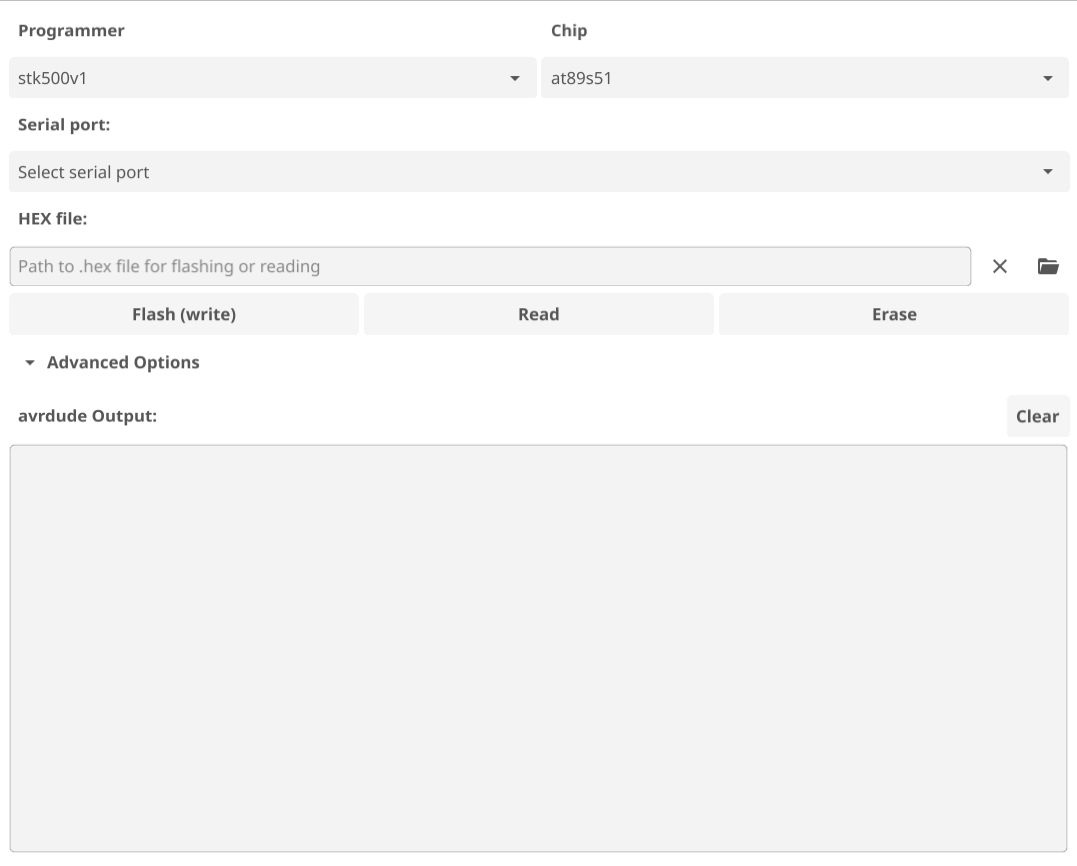 Programmer Chip
stk500v1 at89s51
Serial port:
Select serial port
HEX file:
Path to .hex file for flashing or reading
Flash (write) Read Erase
Advanced Options
avrdude Output: Clear